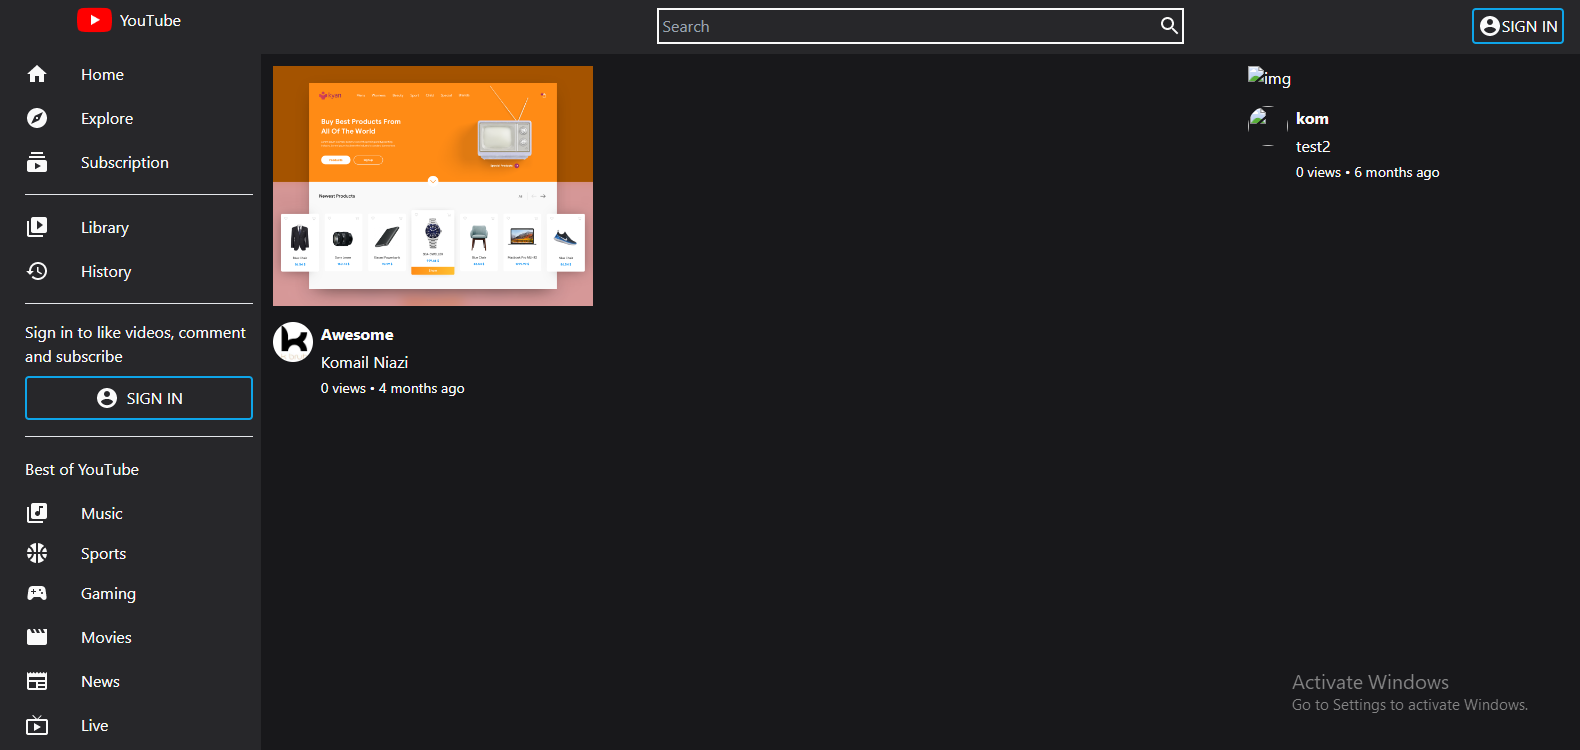 YouTube
Search
SIGN IN
Home
Explore
Subscription
Library
History
Sign in to like videos, comment
and subscribe
SIGN IN
Best of YouTube
Music
Sports
Gaming
Movies
News
Live
Buy Best Products From
All Of The World
Newest Products
Awesome
Komail Niazi
0 views • 4 months ago
img
kom
test2
0 views • 6 months ago
Activate Windows
Go to Settings to activate Windows.